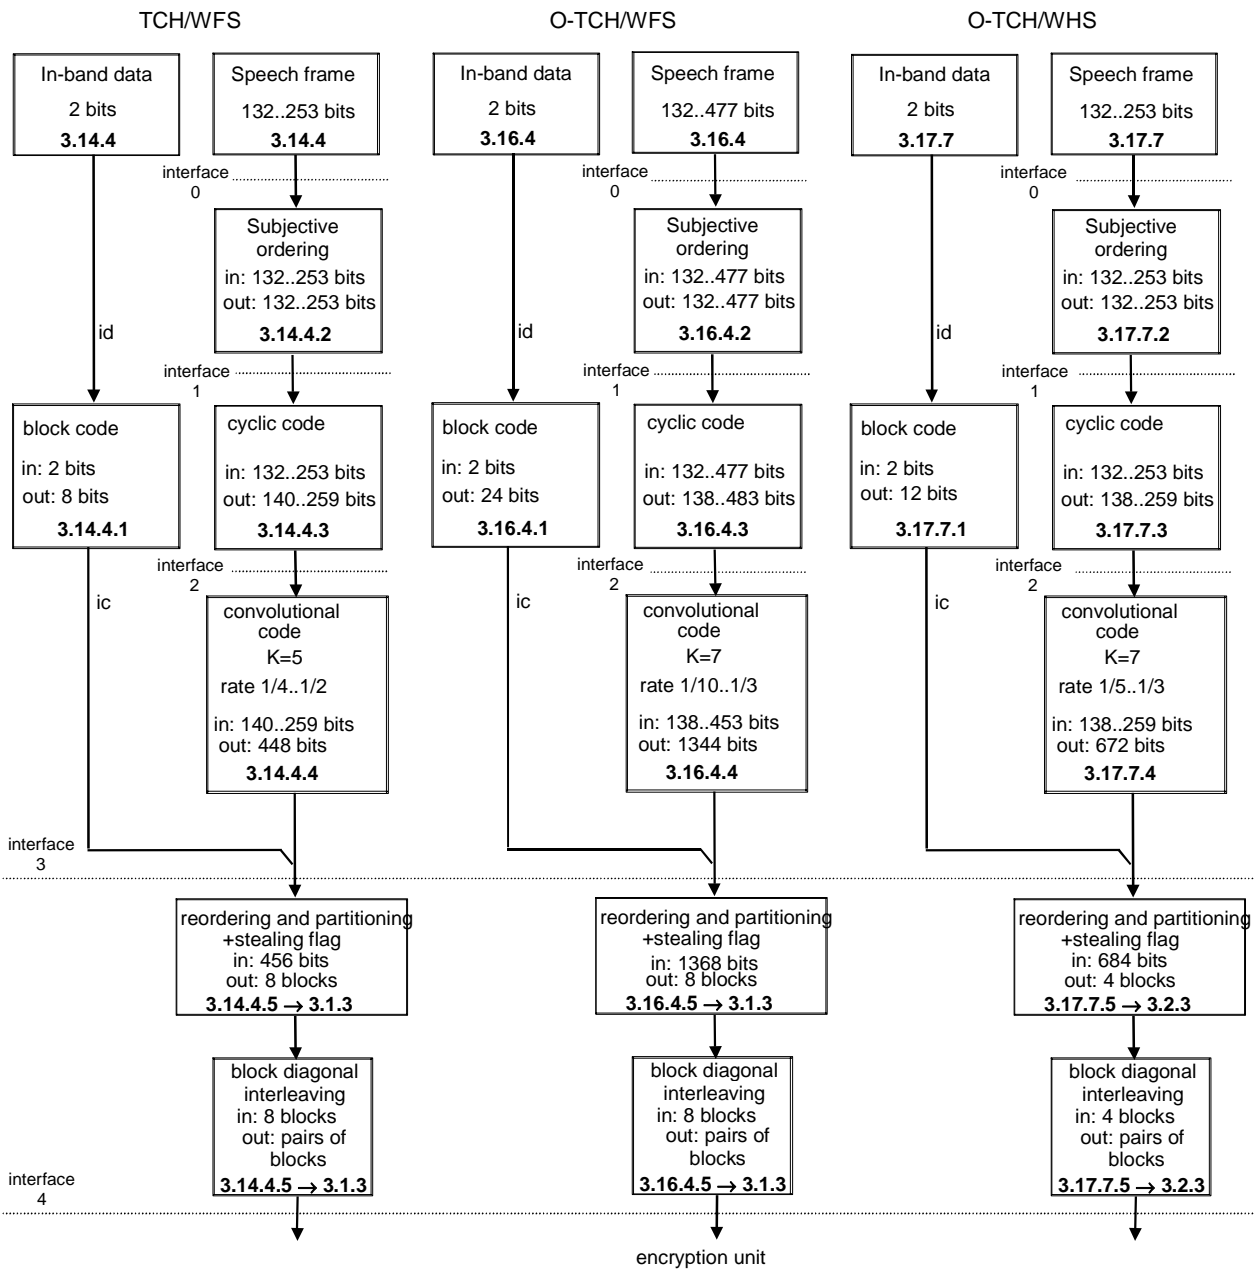 TCH/WFS
O-TCH/WFS
O-TCH/WHS
In-band data
2 bits
3.14.4
Speech frame
132..253 bits
3.14.4
In-band data
2 bits
3.16.4
Speech frame
132..477 bits
3.16.4
In-band data
2 bits
3.17.7
Speech frame
132..253 bits
3.17.7
interface
0
interface
0
interface
0
Subjective
ordering
in: 132..253 bits
out: 132..253 bits
3.14.4.2
Subjective
ordering
in: 132..477 bits
out: 132..477 bits
3.16.4.2
Subjective
ordering
in: 132..253 bits
out: 132..253 bits
3.17.7.2
id
id
id
interface
1
interface
1
interface
1
block code
in: 2 bits
out: 8 bits
3.14.4.1
cyclic code
in: 132..253 bits
out: 140..259 bits
3.14.4.3
block code
in: 2 bits
out: 24 bits
3.16.4.1
cyclic code
in: 132..477 bits
out: 138..483 bits
3.16.4.3
block code
in: 2 bits
out: 12 bits
3.17.7.1
cyclic code
in: 132..253 bits
out: 138..259 bits
3.17.7.3
interface
2
interface
2
interface
2
ic
ic
ic
convolutional
code
K=5
rate 1/4..1/2
in: 140..259 bits
out: 448 bits
3.14.4.4
convolutional
code
K=7
rate 1/10..1/3
in: 138..453 bits
out: 1344 bits
3.16.4.4
convolutional
code
K=7
rate 1/5..1/3
in: 138..259 bits
out: 672 bits
3.17.7.4
interface
3
reordering and partitioning
+stealing flag
in: 456 bits
out: 8 blocks
3.14.4.5 → 3.1.3
reordering and partitioning
+stealing flag
in: 1368 bits
out: 8 blocks
3.16.4.5 → 3.1.3
reordering and partitioning
+stealing flag
in: 684 bits
out: 4 blocks
3.17.7.5 → 3.2.3
block diagonal
interleaving
in: 8 blocks
out: pairs of
blocks
3.14.4.5 → 3.1.3
block diagonal
interleaving
in: 8 blocks
out: pairs of
blocks
3.16.4.5 → 3.1.3
block diagonal
interleaving
in: 4 blocks
out: pairs of
blocks
3.17.7.5 → 3.2.3
interface
4
encryption unit